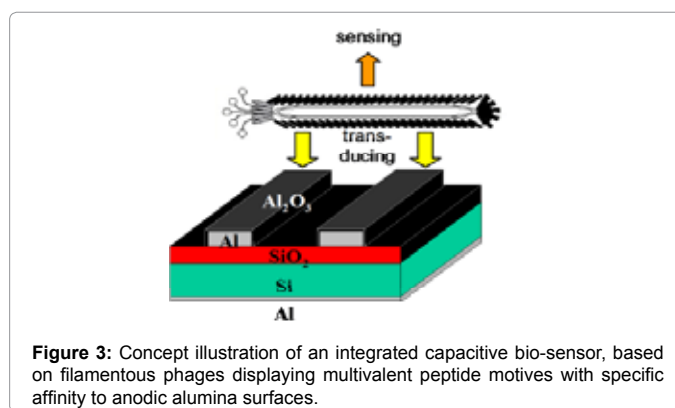 sensing
trans-
ducing
Al₂O₃
Al
SiO₂
Si
Al
Figure 3: Concept illustration of an integrated capacitive bio-sensor, based
on filamentous phages displaying multivalent peptide motives with specific
affinity to anodic alumina surfaces.